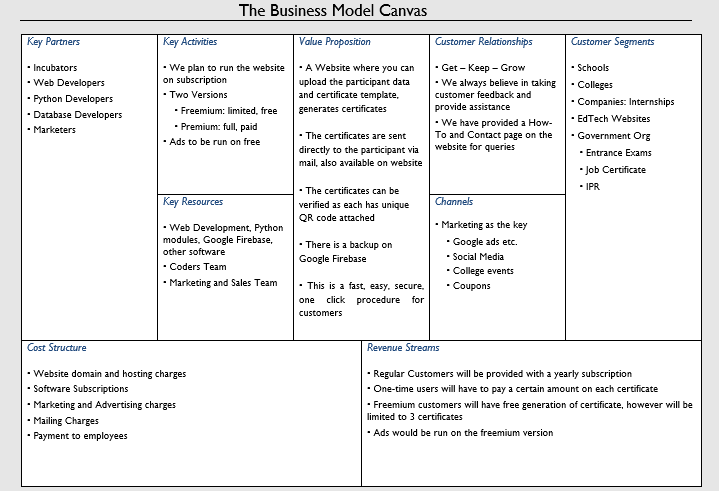 The Business Model Canvas
Key Partners
• Incubators
• Web Developers
• Python Developers
• Database Developers
• Marketers
Key Activities
• We plan to run the website
on subscription
• Two Versions
• Freemium: limited, free
• Premium: full, paid
• Ads to be run on free
Key Resources
• Web Development, Python
modules, Google Firebase,
other software
• Coders Team
• Marketing and Sales Team
Value Proposition
• A Website where you can
upload the participant data
and certificate template,
generates certificates
• The certificates are sent
directly to the participant via
mail, also available on website
• The certificates can be
verified as each has unique
QR code attached
• There is a backup on
Google Firebase
• This is a fast, easy, secure,
one click procedure for
customers
Customer Relationships
• Get – Keep – Grow
• We always believe in taking
customer feedback and
provide assistance
• We have provided a How-
To and Contact page on the
website for queries
Channels
• Marketing as the key
• Google ads etc.
• Social Media
• College events
• Coupons
Customer Segments
• Schools
• Colleges
• Companies: Internships
• EdTech Websites
• Government Org
• Entrance Exams
• Job Certificate
• IPR
Cost Structure
• Website domain and hosting charges
• Software Subscriptions
• Marketing and Advertising charges
• Mailing Charges
• Payment to employees
Revenue Streams
• Regular Customers will be provided with a yearly subscription
• One-time users will have to pay a certain amount on each certificate
• Freemium customers will have free generation of certificate, however will be
limited to 3 certificates
• Ads would be run on the freemium version